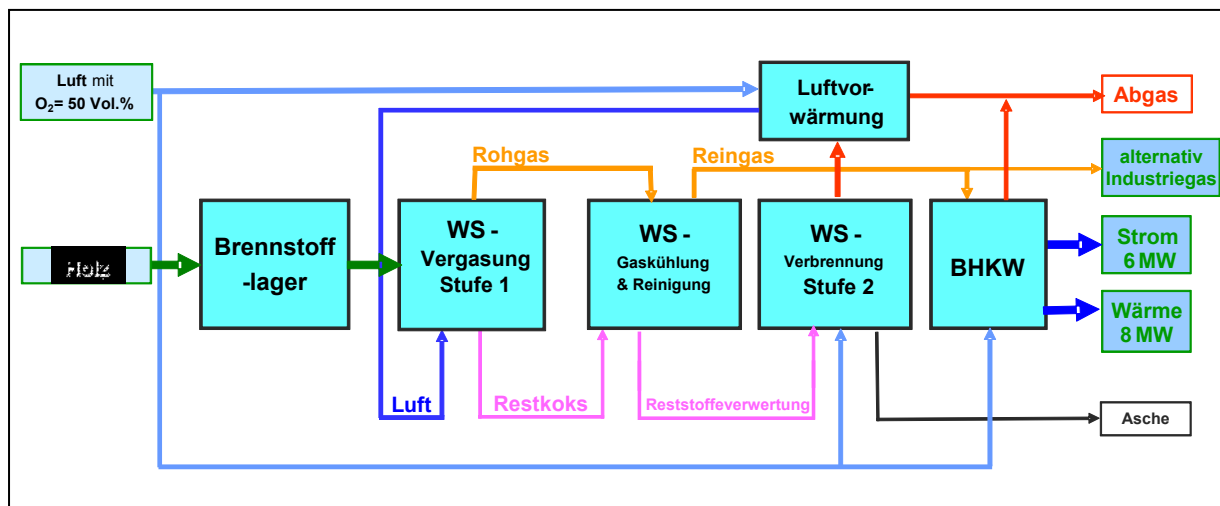 Luft mit
O₂= 50 Vol.%
Luftvor-
wärmung
Abgas
Rohgas
Reingas
alternativ
Industriegas
Holz
Brennstoff
-lager
WS -
Vergasung
Stufe 1
WS -
Gaskühlung
& Reinigung
WS -
Verbrennung
Stufe 2
BHKW
Strom
6 MW
Wärme
8 MW
Luft
Restkoks
Reststoffeverwertung
Asche